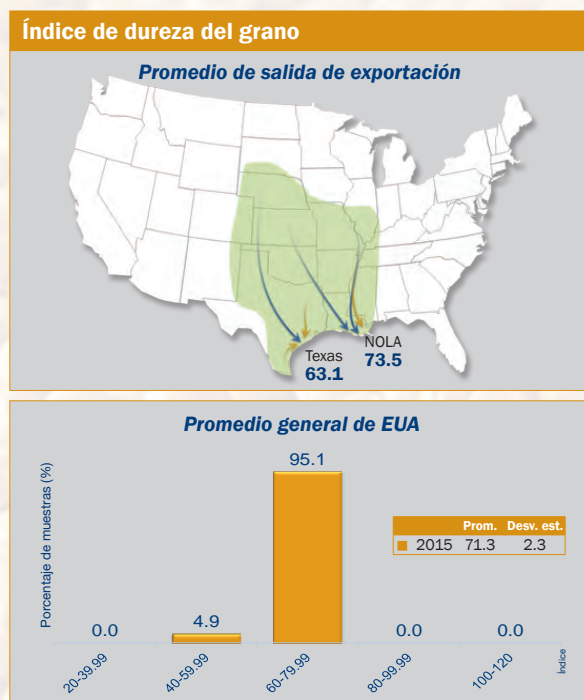 Índice de dureza del grano
Promedio de salida de exportación
Texas
63.1
NOLA
73.5
Promedio general de EUA
Porcentaje de muestras (%)
95.1
Prom. Desv. est.
2015 71.3 2.3
0.0
4.9
0.0
0.0
20-39.99
40-59.99
60-79.99
80-99.99
100-120
Índice